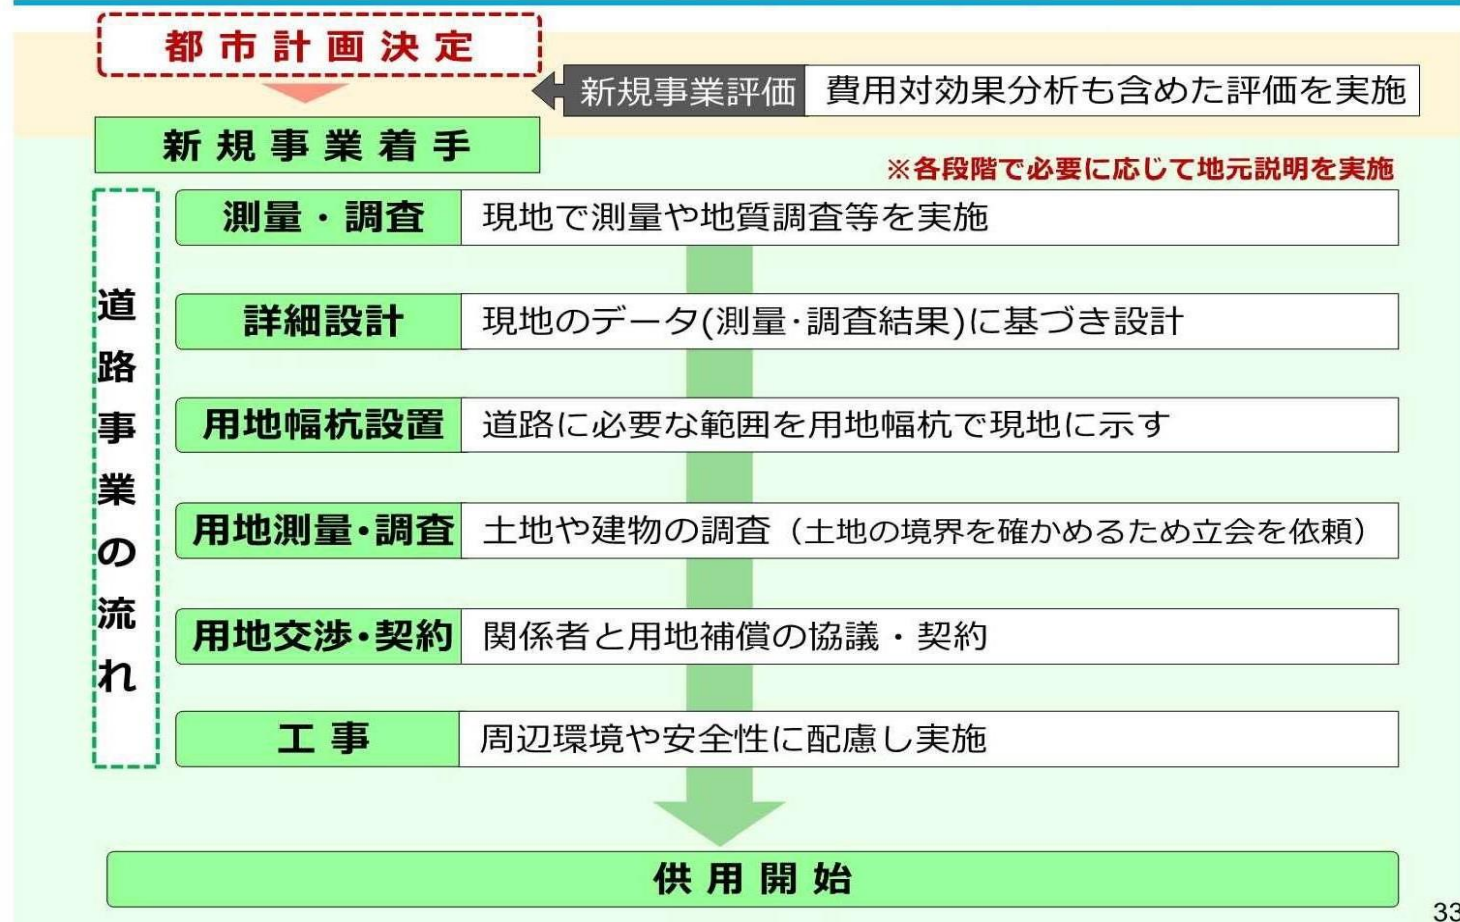 都市計画決定
新規事業評価 費用対効果分析も含めた評価を実施
新規事業着手
※各段階で必要に応じて地元説明を実施
道路事業の流れ
測量・調査 現地で測量や地質調査等を実施
詳細設計 現地のデータ(測量・調査結果)に基づき設計
用地幅杭設置 道路に必要な範囲を用地幅杭で現地に示す
用地測量・調査 土地や建物の調査（土地の境界を確かめるため立会を依頼）
用地交渉・契約 関係者と用地補償の協議・契約
工事 周辺環境や安全性に配慮し実施
供用開始
33